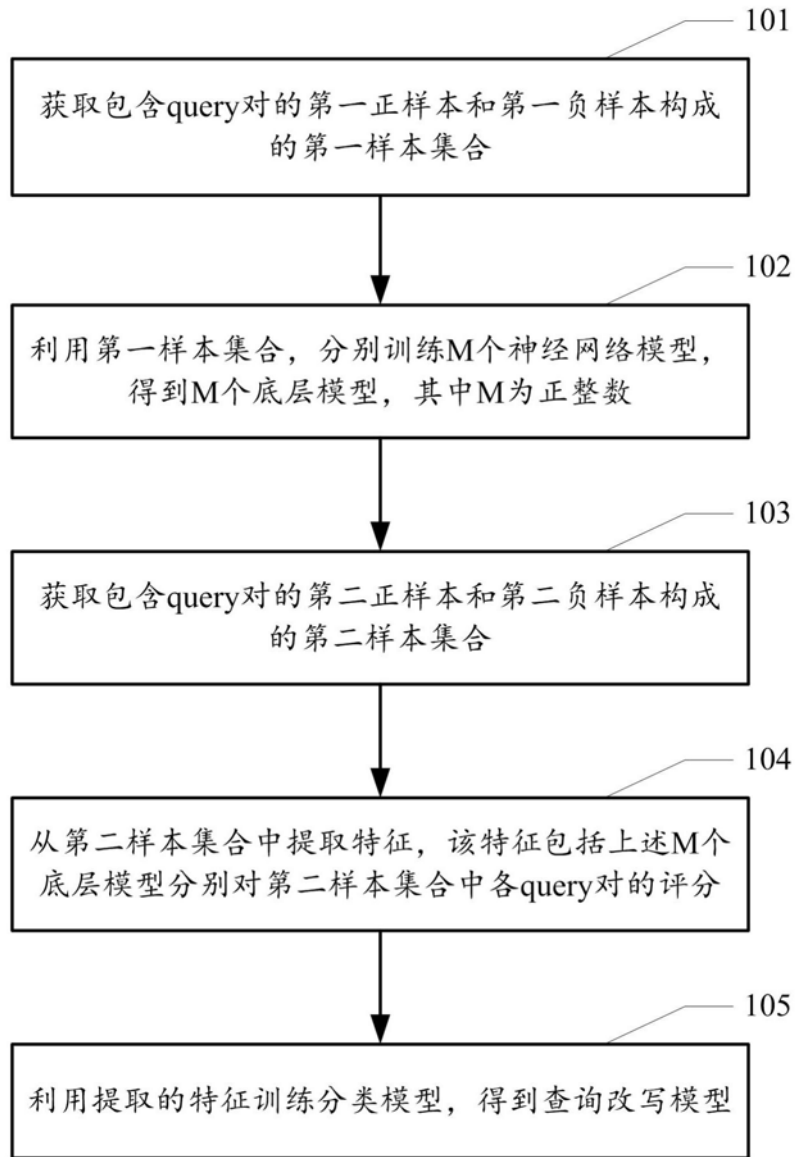 101
获取包含query对的第一正样本和第一负样本构成
的第一样本集合
102
利用第一样本集合，分别训练M个神经网络模型，
得到M个底层模型，其中M为正整数
103
获取包含query对的第二正样本和第二负样本构成
的第二样本集合
104
从第二样本集合中提取特征，该特征包括上述M个
底层模型分别对第二样本集合中各query对的评分
105
利用提取的特征训练分类模型，得到查询改写模型